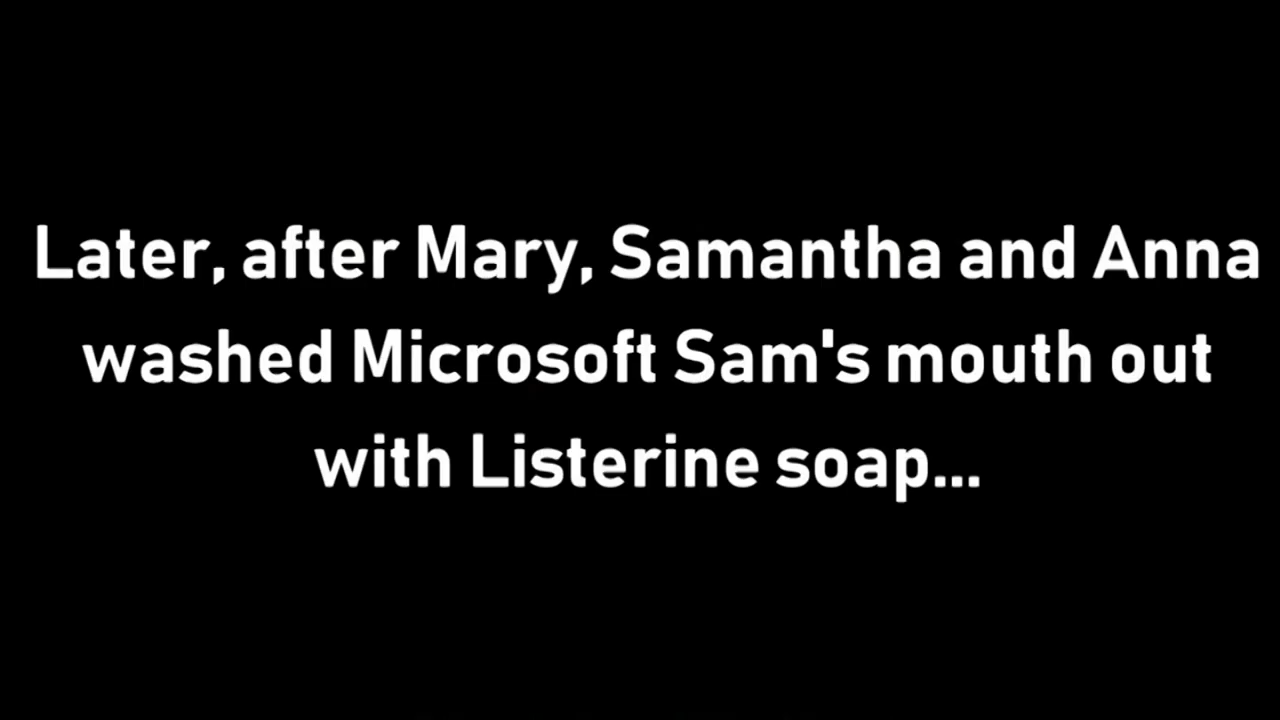 Later, after Mary, Samantha and Anna
washed Microsoft Sam's mouth out
with Listerine soap...